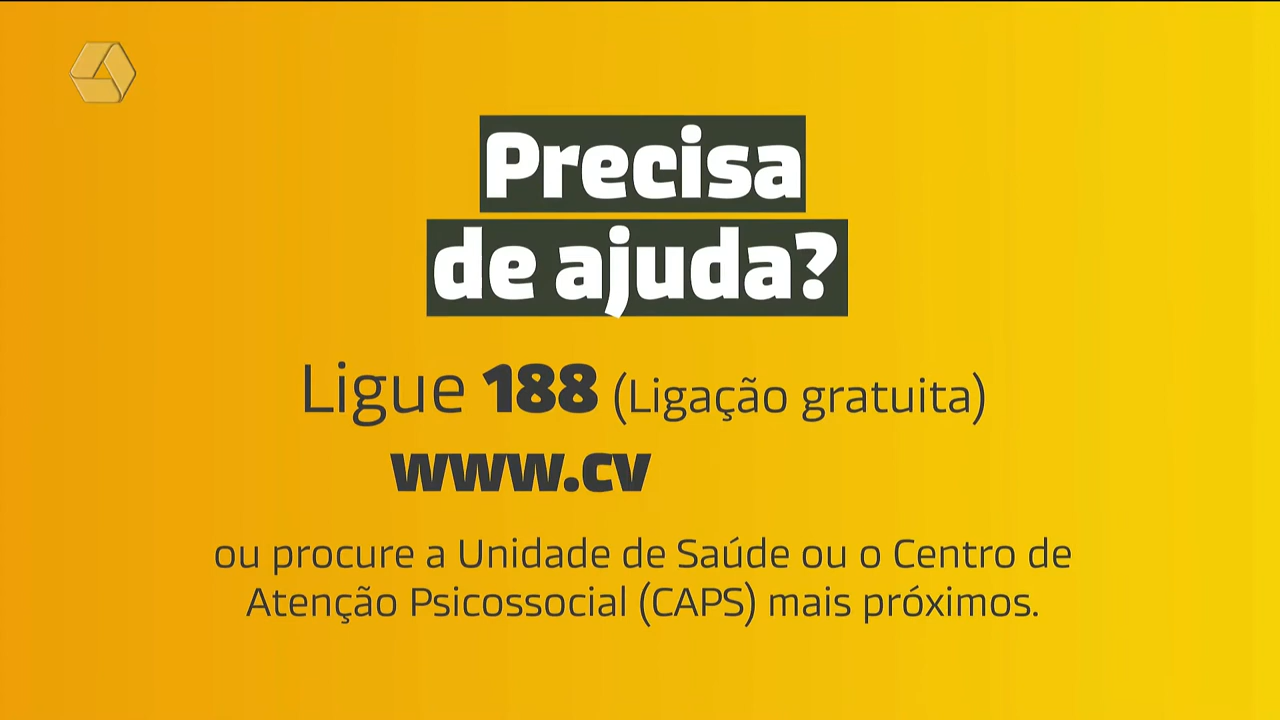 Precisa
de ajuda?
Ligue 188 (Ligação gratuita)
www.cv
ou procure a Unidade de Saúde ou o Centro de
Atenção Psicossocial (CAPS) mais próximos.